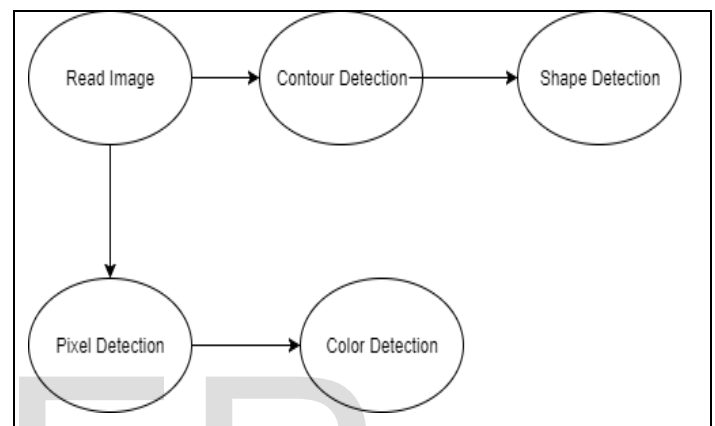 Read Image
Contour Detection
Shape Detection
Pixel Detection
Color Detection